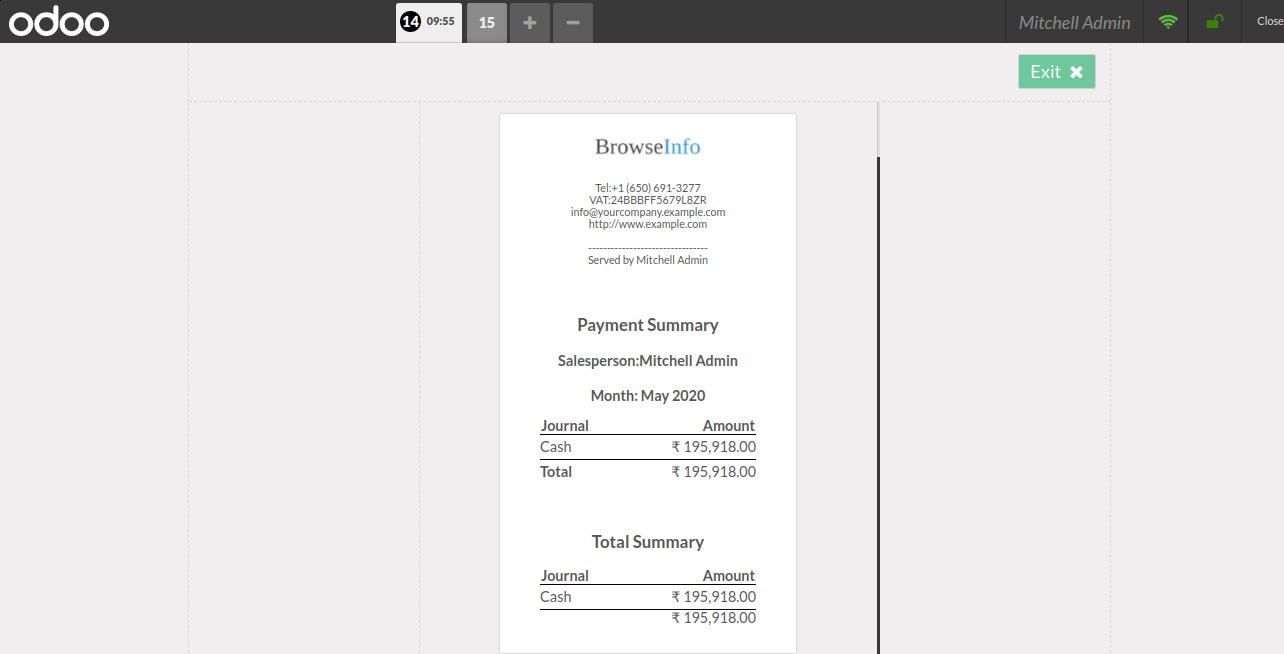 odoo
14 09:55 15
Mitchell Admin
Close
Exit
BrowseInfo
Tel:+1 (650) 691-3277
VAT:24BBBFF5679L8ZR
info@yourcompany.example.com
http://www.example.com
--------------------------------
Served by Mitchell Admin
Payment Summary
Salesperson:Mitchell Admin
Month: May 2020
Journal Amount
Cash ₹ 195,918.00
Total ₹ 195,918.00
Total Summary
Journal Amount
Cash ₹ 195,918.00
₹ 195,918.00